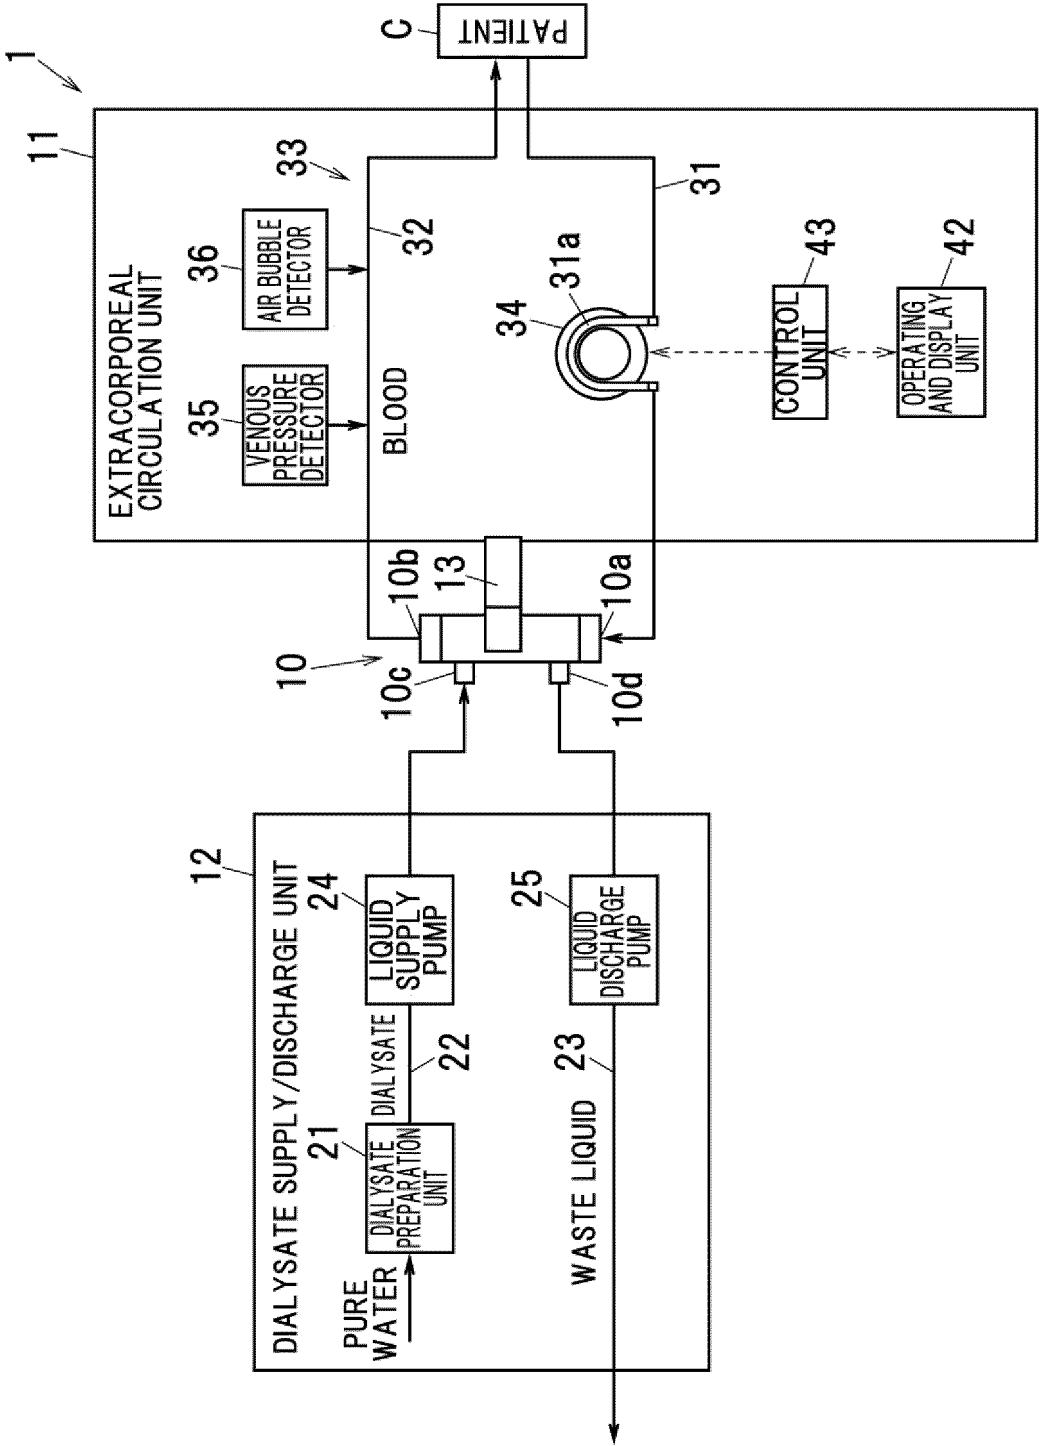 1
11
EXTRACORPOREAL
CIRCULATION UNIT
35
VENOUS
PRESSURE
DETECTOR
36
AIR BUBBLE
DETECTOR
33
32
BLOOD
C
PATIENT
34
31a
31
CONTROL
UNIT
43
OPERATING
AND DISPLAY
UNIT
42
10
10b
13
10a
10c
10d
12
DIALYSATE SUPPLY/DISCHARGE UNIT
PURE
WATER
21
DIALYSATE
PREPARATION
UNIT
DIALYSATE
22
24
LIQUID
SUPPLY
PUMP
25
LIQUID
DISCHARGE
PUMP
23
WASTE LIQUID